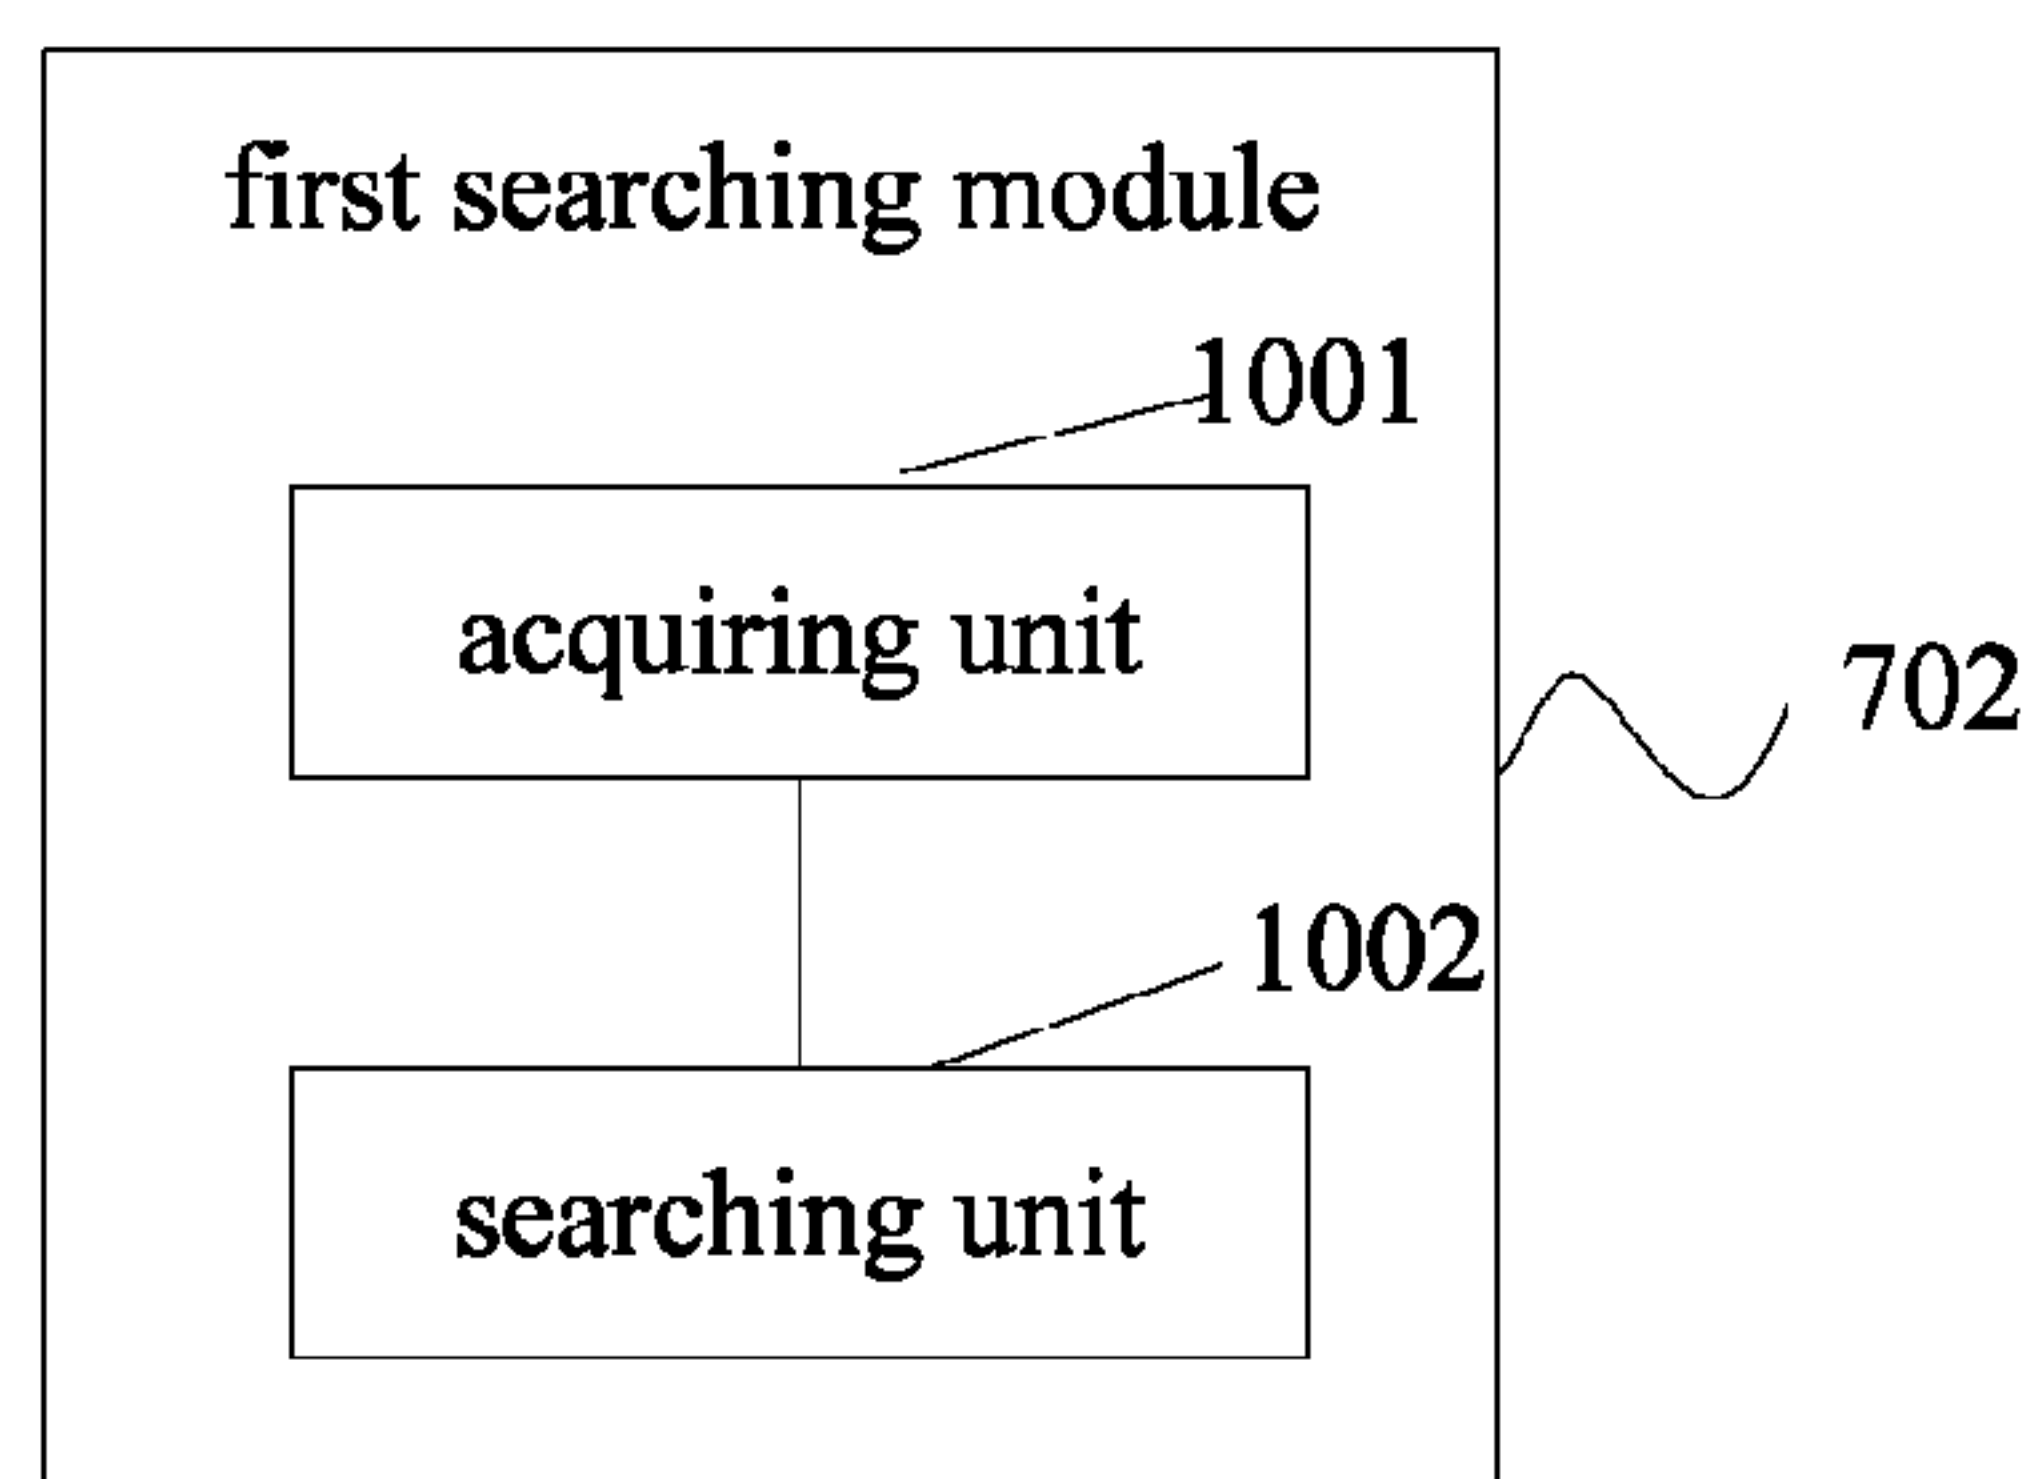 first searching module
1001
acquiring unit
702
1002
searching unit